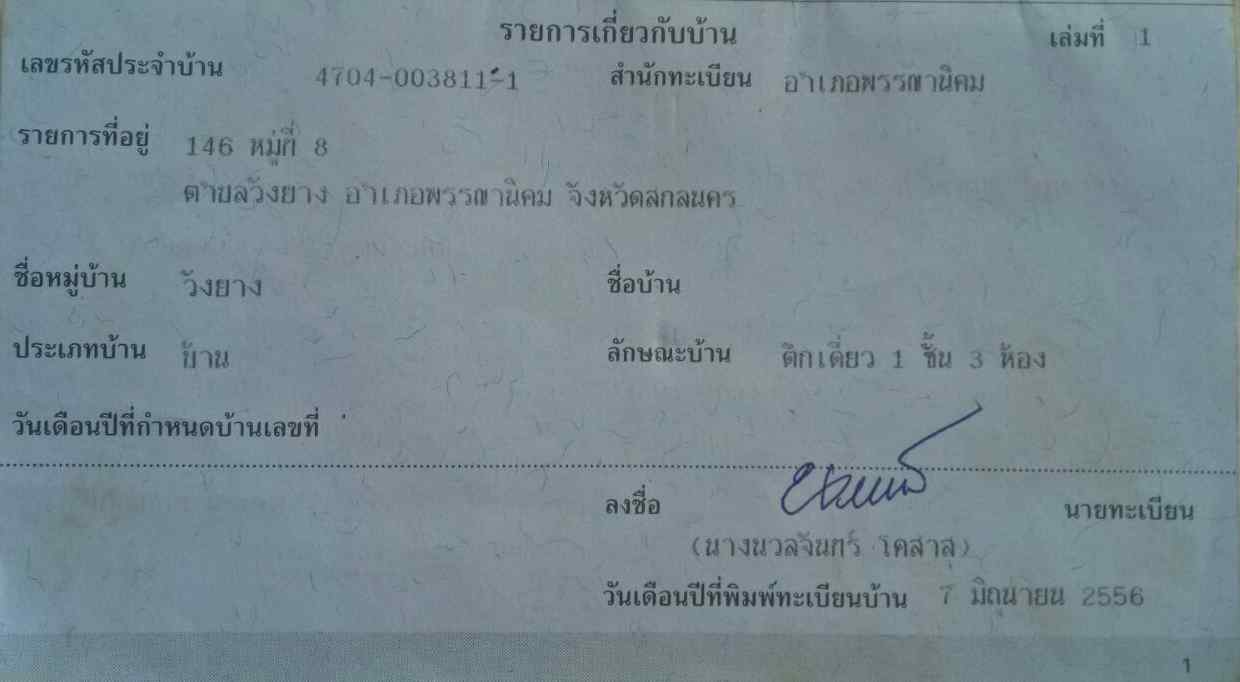 รายการเกี่ยวกับบ้าน เล่มที่ 1
เลขรหัสประจำบ้าน 4704-003811-1 สำนักทะเบียน อำเภอพรรณานิคม
รายการที่อยู่ 146 หมู่ที่ 8
ตำบลวังยาง อำเภอพรรณานิคม จังหวัดสกลนคร
ชื่อหมู่บ้าน วังยาง ชื่อบ้าน
ประเภทบ้าน บ้าน ลักษณะบ้าน ตึกเดี่ยว 1 ชั้น 3 ห้อง
วันเดือนปีที่กำหนดบ้านเลขที่
ลงชื่อ นายทะเบียน
(นางนวลจันทร์ โคสาสุ)
วันเดือนปีที่พิมพ์ทะเบียนบ้าน 7 มิถุนายน 2556
1